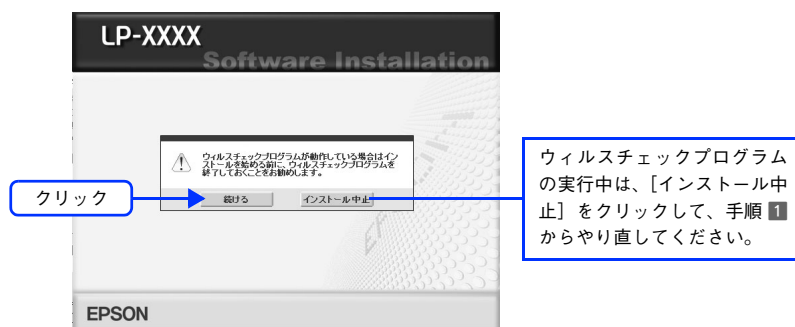 LP-XXXX
Software Installation
ウィルスチェックプログラムが動作している場合はイン
ストールを始める前に、ウィルスチェックプログラムを
終了しておくことをお勧めします。
クリック
続ける
インストール中止
ウィルスチェックプログラム
の実行中は、［インストール中
止］をクリックして、手順 1
からやり直してください。
EPSON